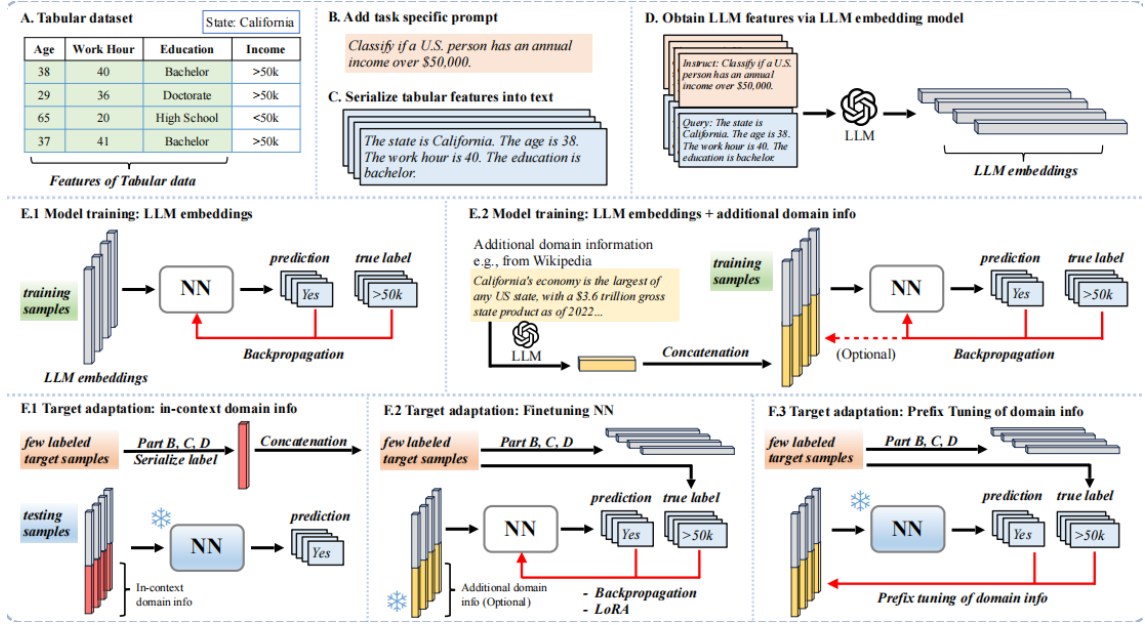 A. Tabular dataset
State: California
Age Work Hour Education Income
38 40 Bachelor >50k
29 36 Doctorate >50k
65 20 High School <50k
37 41 Bachelor >50k
Features of Tabular data
B. Add task specific prompt
Classify if a U.S. person has an annual
income over $50,000.
C. Serialize tabular features into text
The state is California. The age is 38.
The work hour is 40. The education is
bachelor.
D. Obtain LLM features via LLM embedding model
Instruct: Classify if a U.S.
person has an annual
income over $50,000.
Query: The state is
California. The age is 38.
The work hour is 40. The
education is bachelor.
LLM
LLM embeddings
E.1 Model training: LLM embeddings
training
samples
LLM embeddings
NN
prediction
Yes
true label
>50k
Backpropagation
E.2 Model training: LLM embeddings + additional domain info
Additional domain information
e.g., from Wikipedia
California's economy is the largest of
any US state, with a $3.6 trillion gross
state product as of 2022...
LLM
Concatenation
training
samples
NN
prediction
Yes
true label
>50k
(Optional)
Backpropagation
F.1 Target adaptation: in-context domain info
few labeled
target samples
Part B, C, D
Serialize label
Concatenation
testing
samples
NN
prediction
Yes
In-context
domain info
F.2 Target adaptation: Finetuning NN
few labeled
target samples
Part B, C, D
NN
prediction
Yes
true label
>50k
Additional domain
info (Optional)
- Backpropagation
- LoRA
F.3 Target adaptation: Prefix Tuning of domain info
few labeled
target samples
Part B, C, D
NN
prediction
Yes
true label
>50k
Prefix tuning of domain info